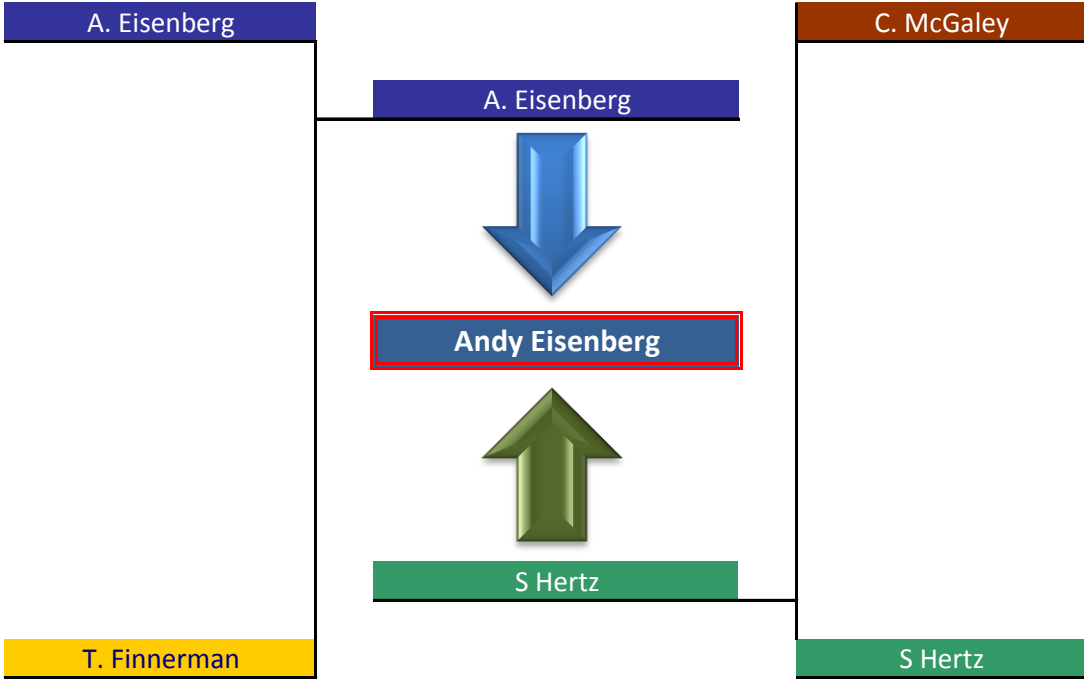 A. Eisenberg
C. McGaley
A. Eisenberg
Andy Eisenberg
S Hertz
T. Finnerman
S Hertz